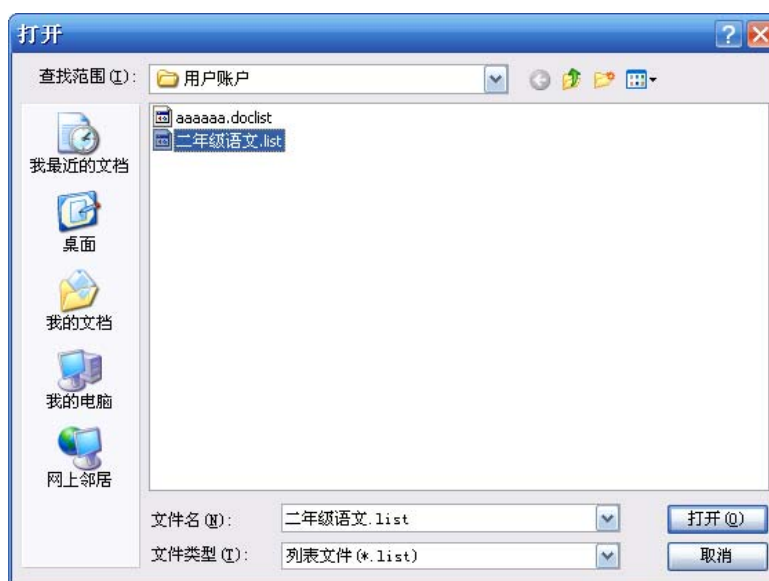 打开
查找范围(I):
用户账户
aaaaaa.doclist
二年级语文.list
我最近的文档
桌面
我的文档
我的电脑
网上邻居
文件名(N):
二年级语文.list
打开(O)
文件类型(T):
列表文件(*.list)
取消